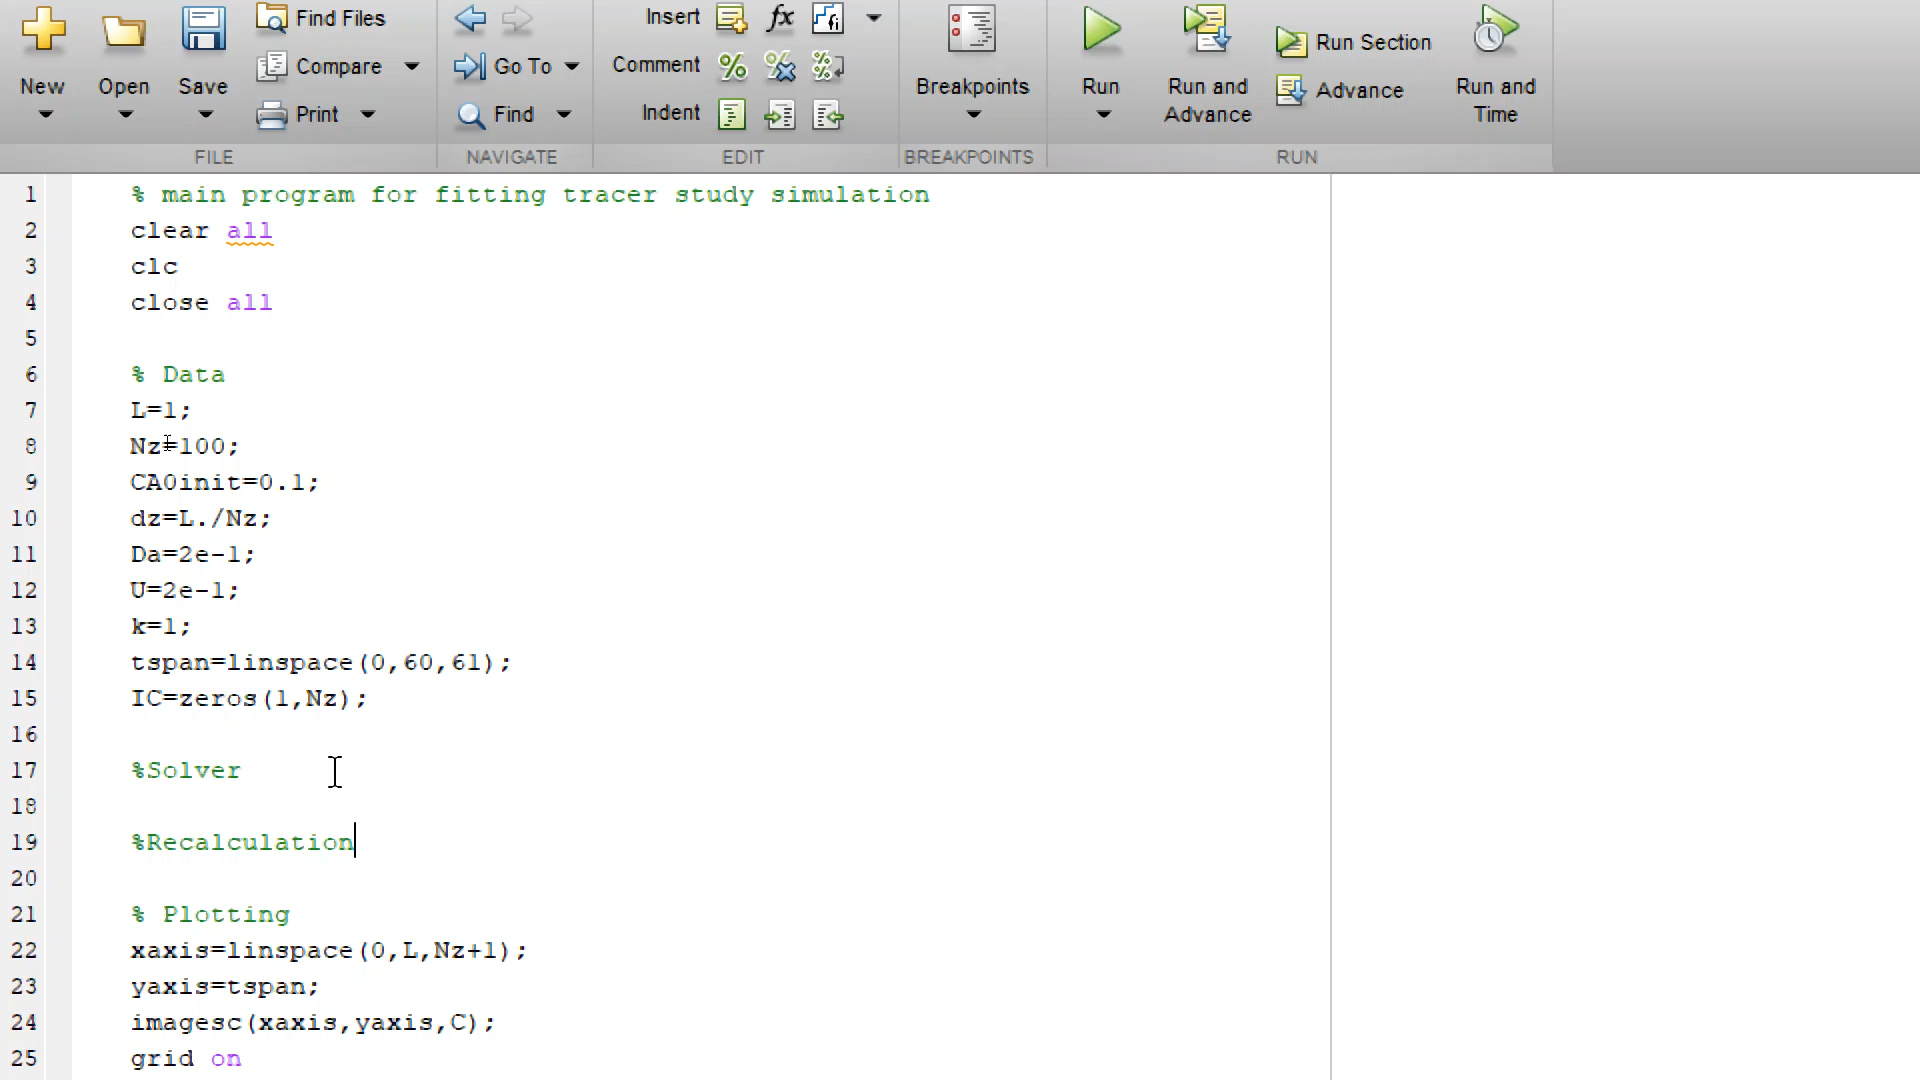 New
Open
Save
Find Files
Compare
Print
FILE
Go To
Find
NAVIGATE
Insert
fx
fi
Comment
%
%
%
Indent
EDIT
Breakpoints
BREAKPOINTS
Run
Run and
Advance
Run Section
Advance
Run and
Time
RUN
1 % main program for fitting tracer study simulation
2 clear all
3 clc
4 close all
5
6 % Data
7 L=1;
8 Nz=100;
9 CA0init=0.1;
10 dz=L./Nz;
11 Da=2e-1;
12 U=2e-1;
13 k=1;
14 tspan=linspace(0,60,61);
15 IC=zeros(1,Nz);
16
17 %Solver
18
19 %Recalculation
20
21 % Plotting
22 xaxis=linspace(0,L,Nz+1);
23 yaxis=tspan;
24 imagesc(xaxis,yaxis,C);
25 grid on